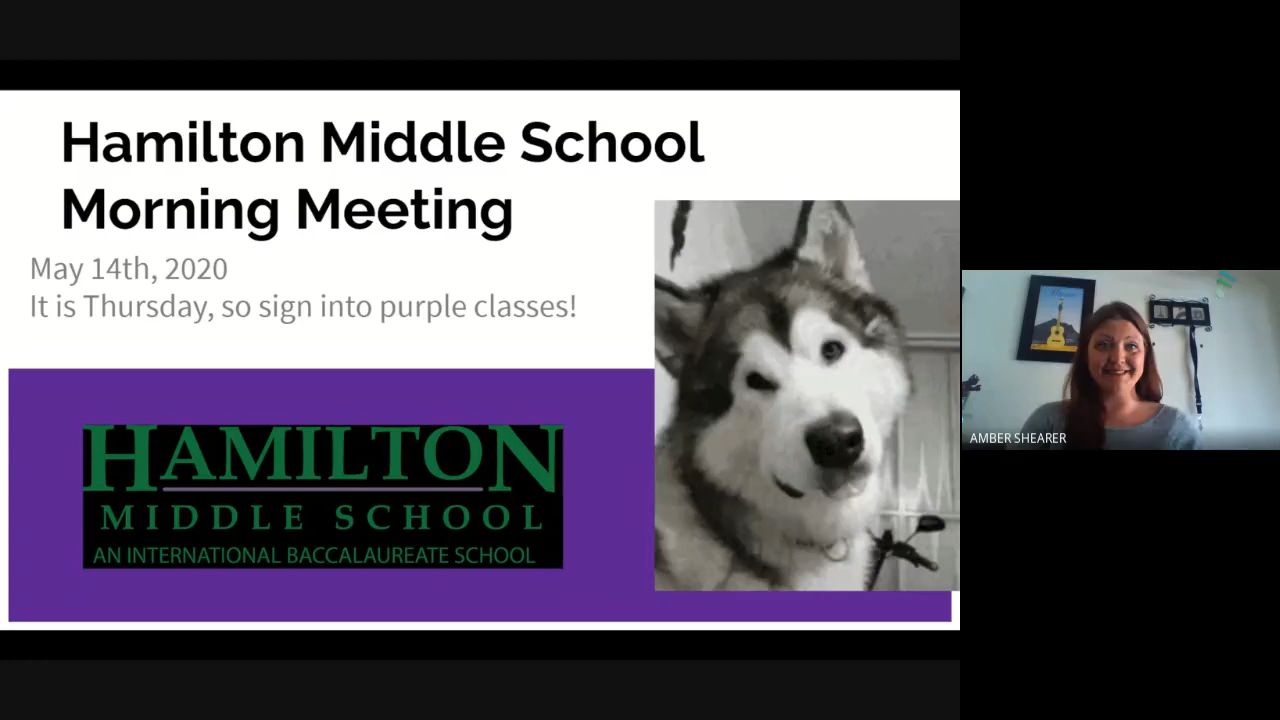 Hamilton Middle School
Morning Meeting
May 14th, 2020
It is Thursday, so sign into purple classes!
HAMILTON
MIDDLE SCHOOL
AN INTERNATIONAL BACCALAUREATE SCHOOL
AMBER SHEARER